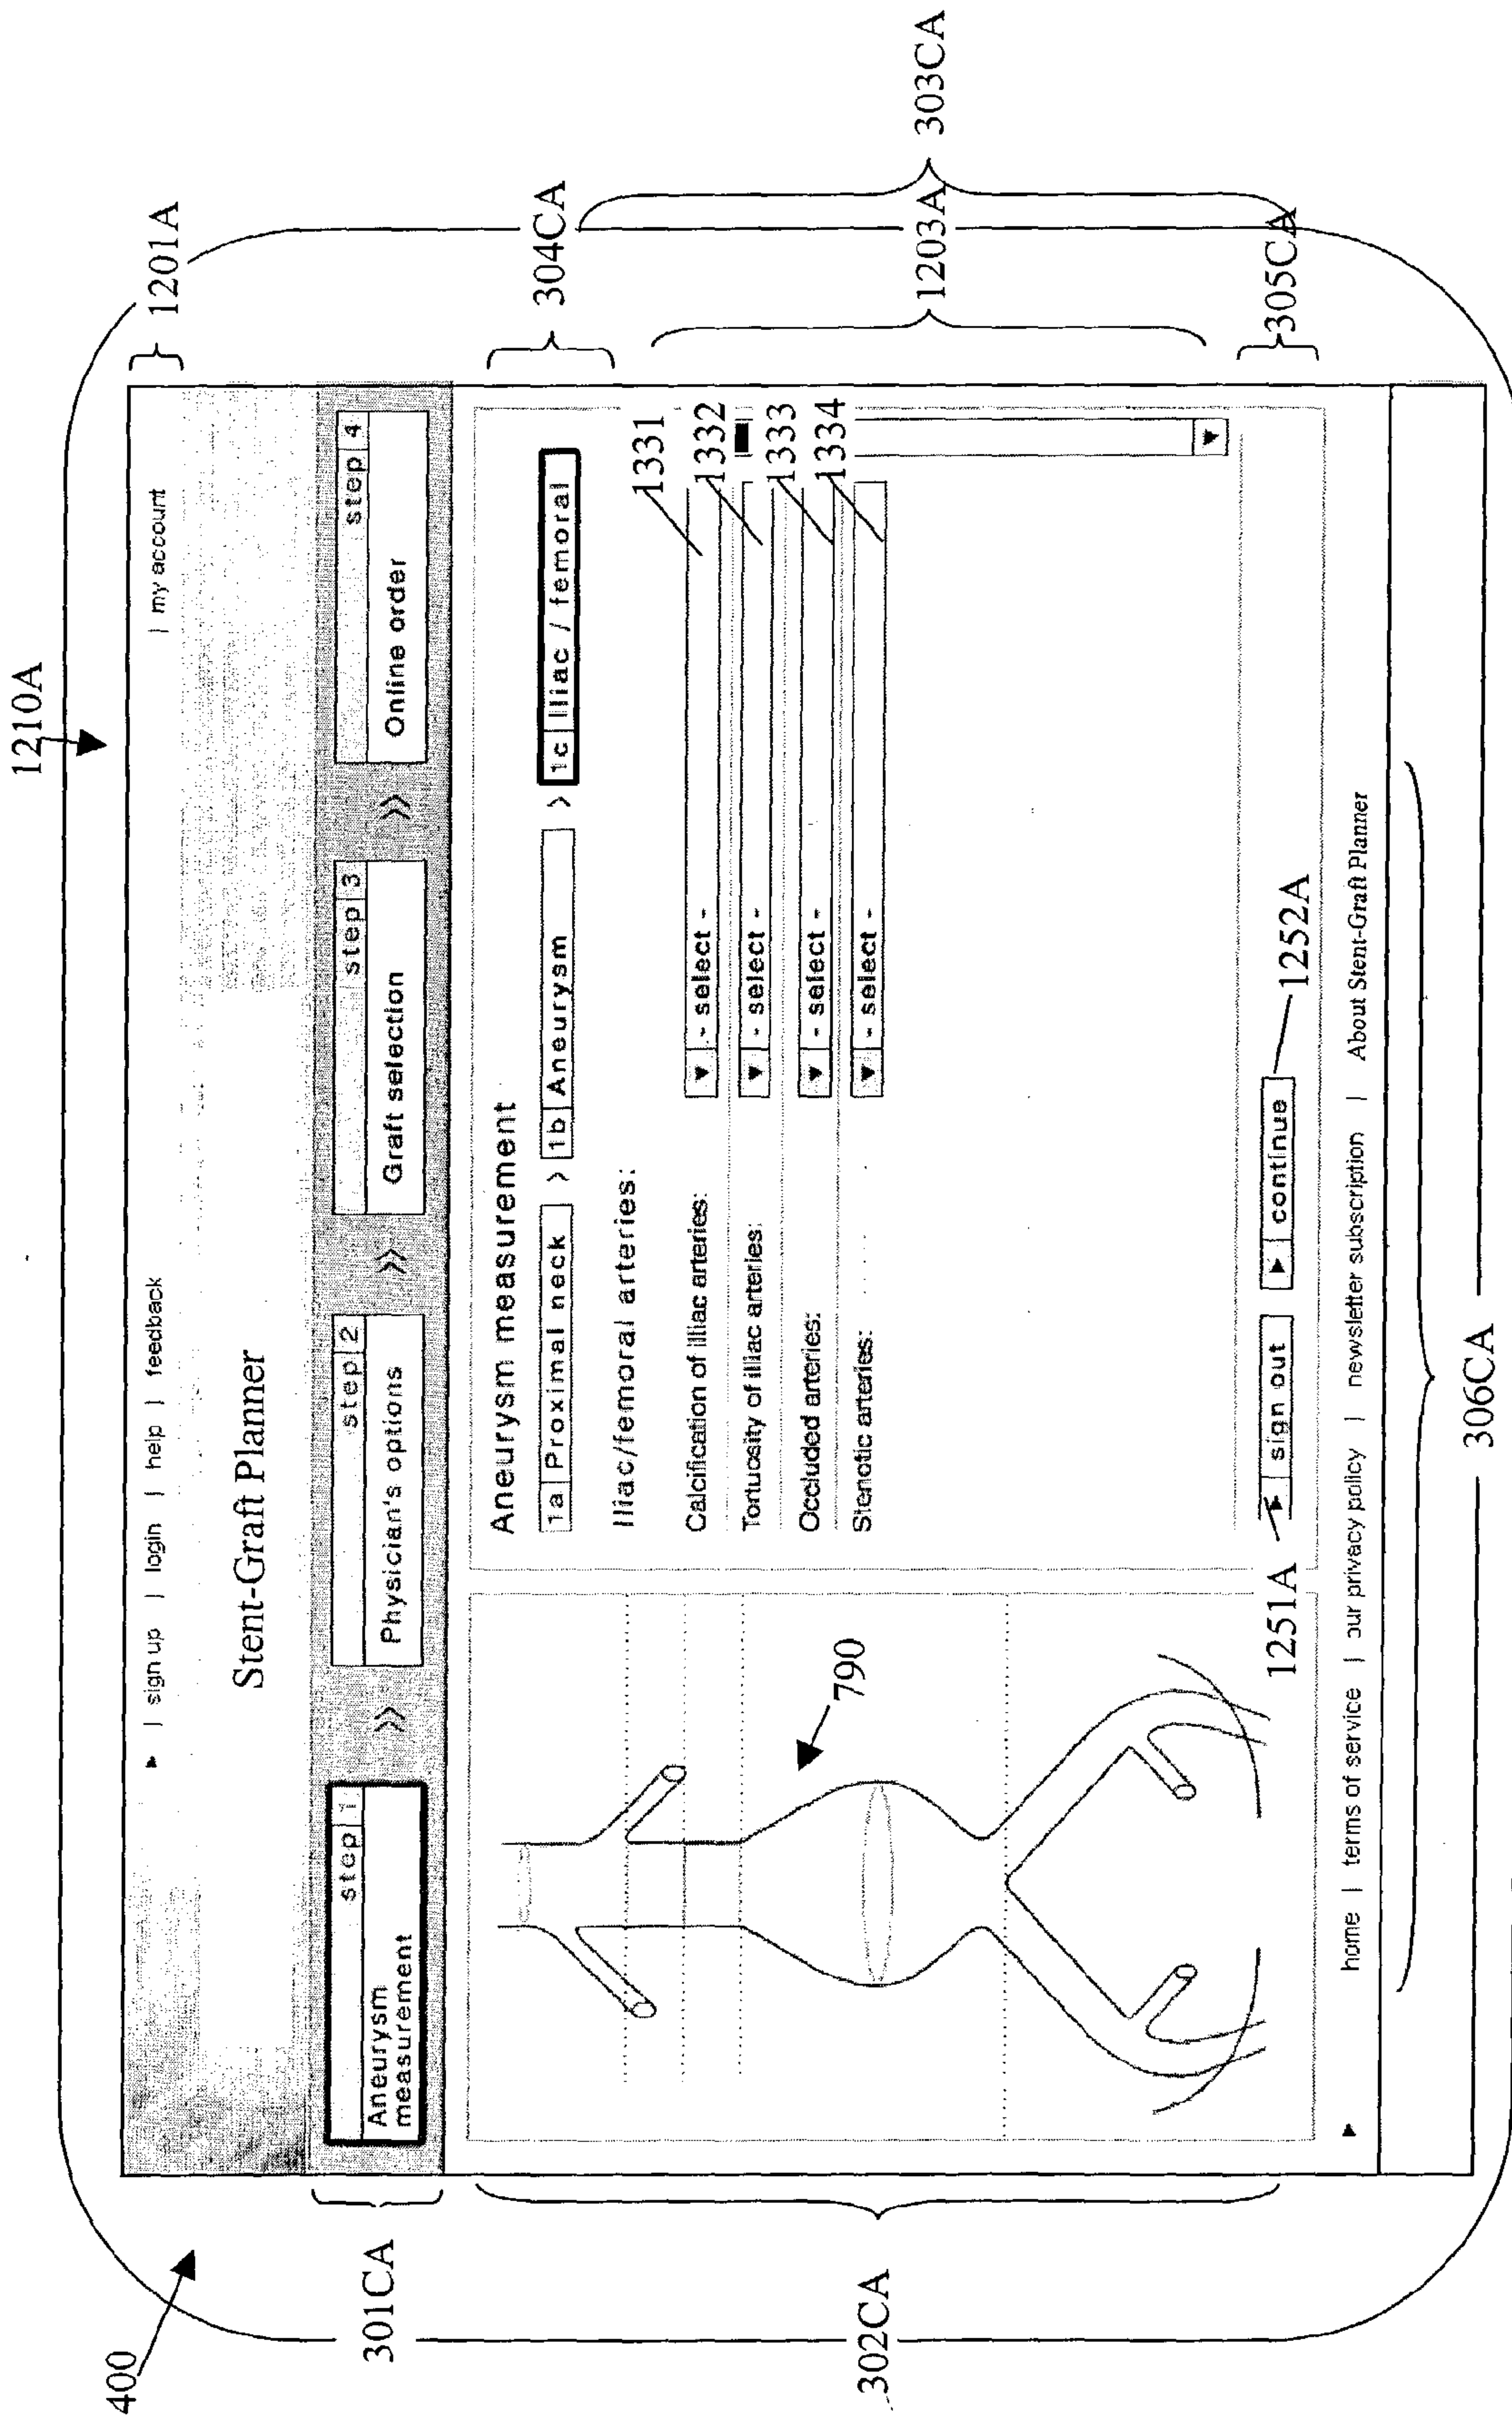 1210A
400
1201A
| sign up | login | help | feedback | my account
Stent-Graft Planner
301CA
step 1
Aneurysm
measurement
»
step 2
Physician's options
»
step 3
Graft selection
»
step 4
Online order
304CA
Aneurysm measurement
1a Proximal neck > 1b Aneurysm > 1c Iliac / femoral
Iliac/femoral arteries:
1331
Calcification of illiac arteries: - select -
1332
Tortuosity of illiac arteries: - select -
1333
Occluded arteries: - select -
1334
Stenotic arteries: - select -
790
302CA
1203A
303CA
305CA
sign out continue
1251A
1252A
home | terms of service | our privacy policy | newsletter subscription | About Stent-Graft Planner
306CA